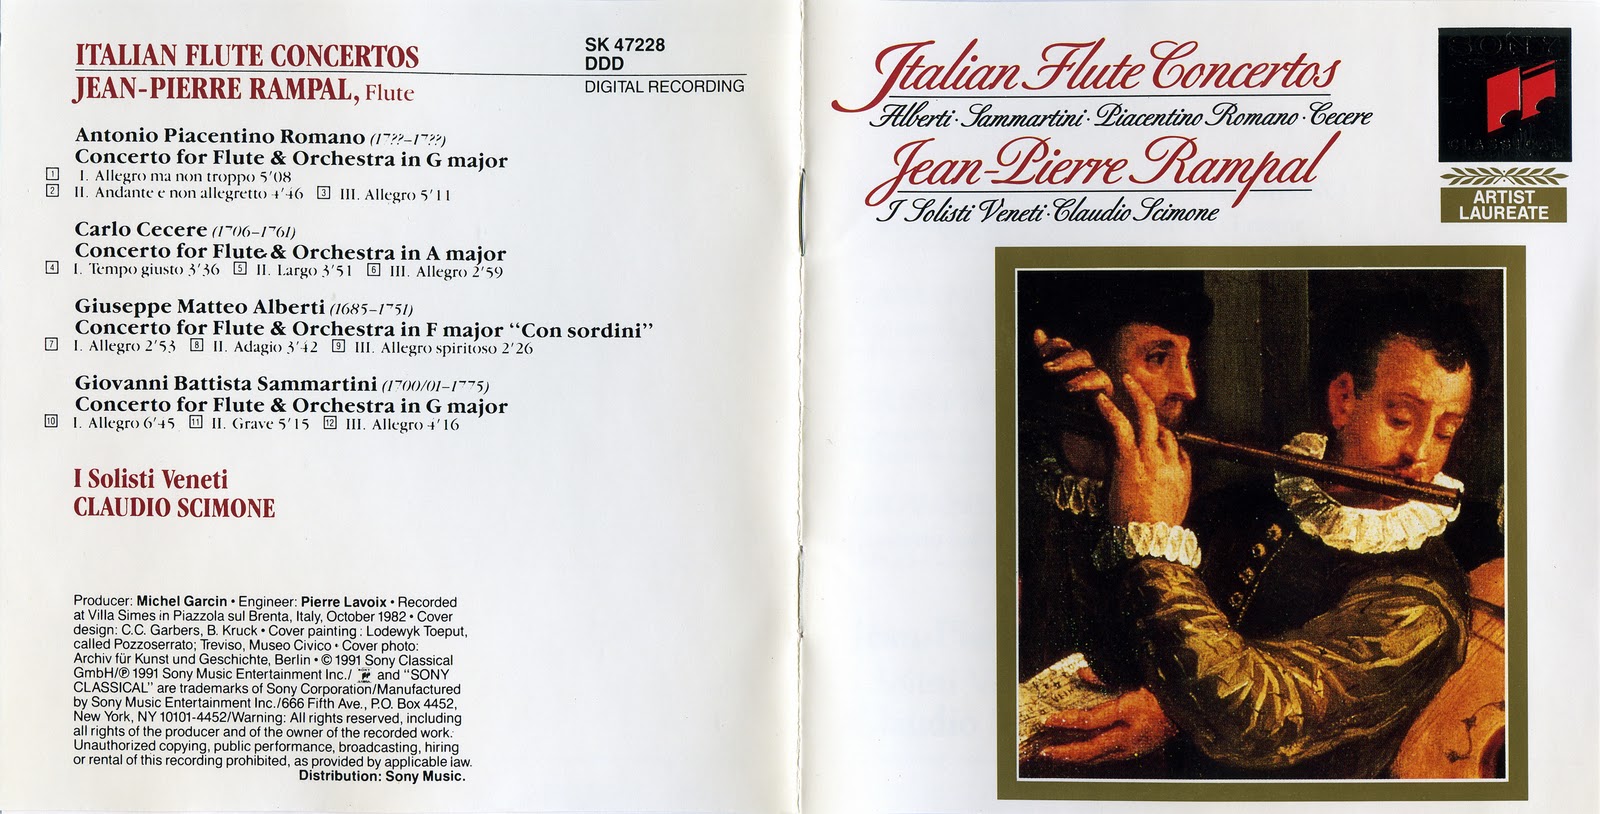 ITALIAN FLUTE CONCERTOS
JEAN-PIERRE RAMPAL, Flute
SK 47228
DDD
DIGITAL RECORDING
Antonio Piacentino Romano (17??–17??)
Concerto for Flute & Orchestra in G major
1 I. Allegro ma non troppo 5'08
2 II. Andante e non allegretto 4'46 3 III. Allegro 5'11
Carlo Cecere (1706–1761)
Concerto for Flute & Orchestra in A major
4 I. Tempo giusto 3'36 5 II. Largo 3'51 6 III. Allegro 2'59
Giuseppe Matteo Alberti (1685–1751)
Concerto for Flute & Orchestra in F major “Con sordini”
7 I. Allegro 2'53 8 II. Adagio 3'42 9 III. Allegro spiritoso 2'26
Giovanni Battista Sammartini (1700/01–1775)
Concerto for Flute & Orchestra in G major
10 I. Allegro 6'45 11 II. Grave 5'15 12 III. Allegro 4'16
I Solisti Veneti
CLAUDIO SCIMONE
Producer: Michel Garcin • Engineer: Pierre Lavoix • Recorded
at Villa Simes in Piazzola sul Brenta, Italy, October 1982 • Cover
design: C.C. Garbers, B. Kruck • Cover painting : Lodewyk Toeput,
called Pozzoserrato; Treviso, Museo Civico • Cover photo:
Archiv für Kunst und Geschichte, Berlin • © 1991 Sony Classical
GmbH/℗ 1991 Sony Music Entertainment Inc./ and “SONY
CLASSICAL” are trademarks of Sony Corporation/Manufactured
by Sony Music Entertainment Inc./666 Fifth Ave., P.O. Box 4452,
New York, NY 10101-4452/Warning: All rights reserved, including
all rights of the producer and of the owner of the recorded work.
Unauthorized copying, public performance, broadcasting, hiring
or rental of this recording prohibited, as provided by applicable law.
Distribution: Sony Music.
Italian Flute Concertos
Alberti · Sammartini · Piacentino Romano · Cecere
Jean-Pierre Rampal
I Solisti Veneti · Claudio Scimone
SONY
CLASSICAL
ARTIST
LAUREATE